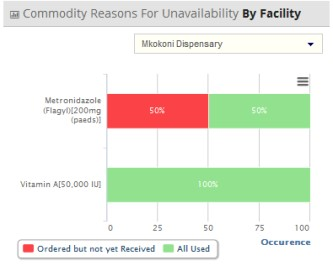 Commodity Reasons For Unavailability By Facility
Mkokoni Dispensary
Metronidazole
(Flagyl)[200mg
(paeds)]
50%
50%
Vitamin A[50,000 IU]
100%
0 25 50 75 100
Occurence
Ordered but not yet Received All Used